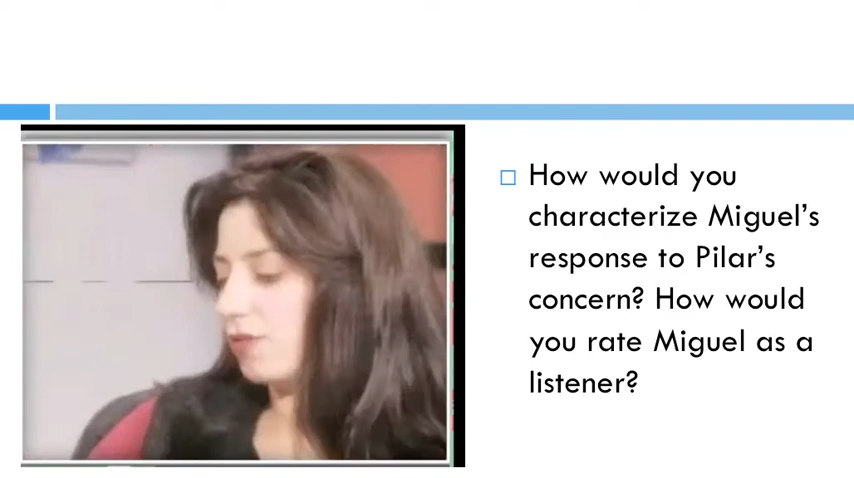 How would you
characterize Miguel’s
response to Pilar’s
concern? How would
you rate Miguel as a
listener?